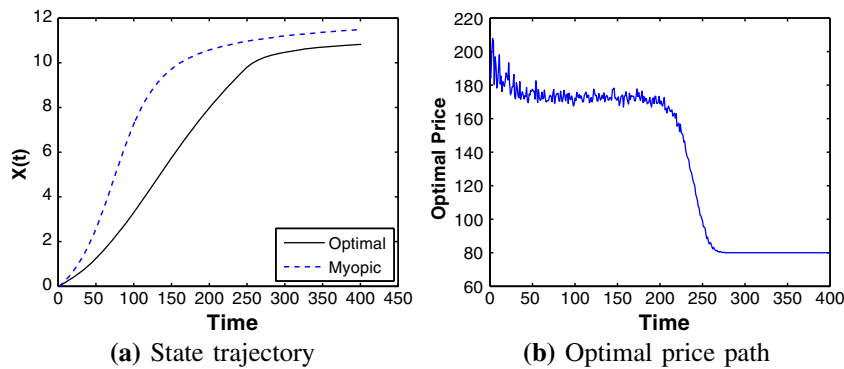 12
10
8
6
4
2
0
X(t)
0 50 100 150 200 250 300 350 400 450
Time
Optimal
Myopic
(a) State trajectory
220
200
180
160
140
120
100
80
60
Optimal Price
0 50 100 150 200 250 300 350 400
Time
(b) Optimal price path